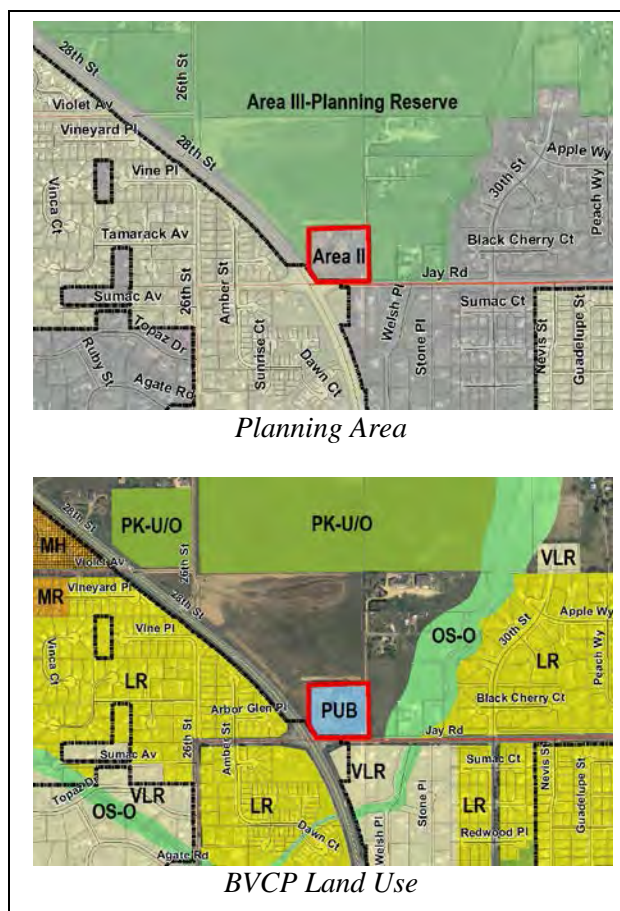 28th St
26th St
Violet Av
Area III-Planning Reserve
Vineyard Pl
28th St
Apple Wy
Vine Pl
30th St
Peach Wy
Vinca Ct
Tamarack Av
Amber St
Area II
Black Cherry Ct
Jay Rd
Sumac Av
26th St
Sunrise Ct
Welsh Pl
Sumac Ct
Topaz Dr
Stone Pl
Nevis St
Guadelupe St
Ruby St
Dawn Ct
Agate Rd
Planning Area
28th St
PK-U/O
PK-U/O
MH
26th St
Violet Av
VLR
MR
Vineyard Pl
28th St
Apple Wy
Vine Pl
OS-O
30th St
Peach Wy
Vinca Ct
LR
LR
Arbor Glen Pl
PUB
Black Cherry Ct
Jay Rd
Sumac Av
26th St
Amber St
VLR
Sumac Ct
Topaz Dr
VLR
OS-O
LR
Welsh Pl
Stone Pl
LR
Nevis St
Guadelupe St
Dawn Ct
Redwood Pl
Agate Rd
BVCP Land Use